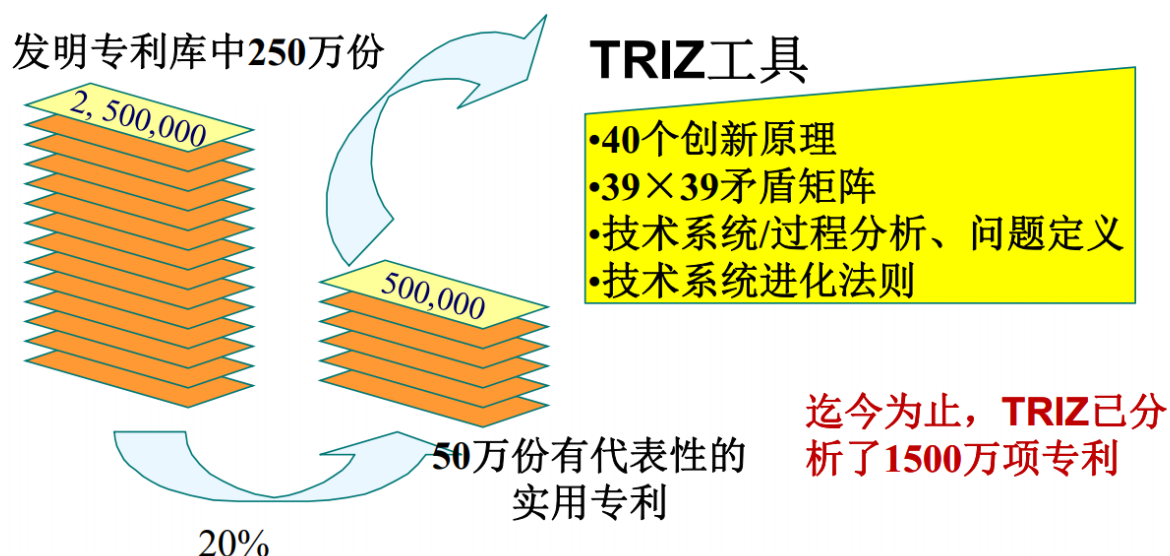 发明专利库中250万份
2, 500,000
500,000
50万份有代表性的
实用专利
20%
TRIZ工具
•40个创新原理
•39×39矛盾矩阵
•技术系统/过程分析、问题定义
•技术系统进化法则
迄今为止，TRIZ已分
析了1500万项专利